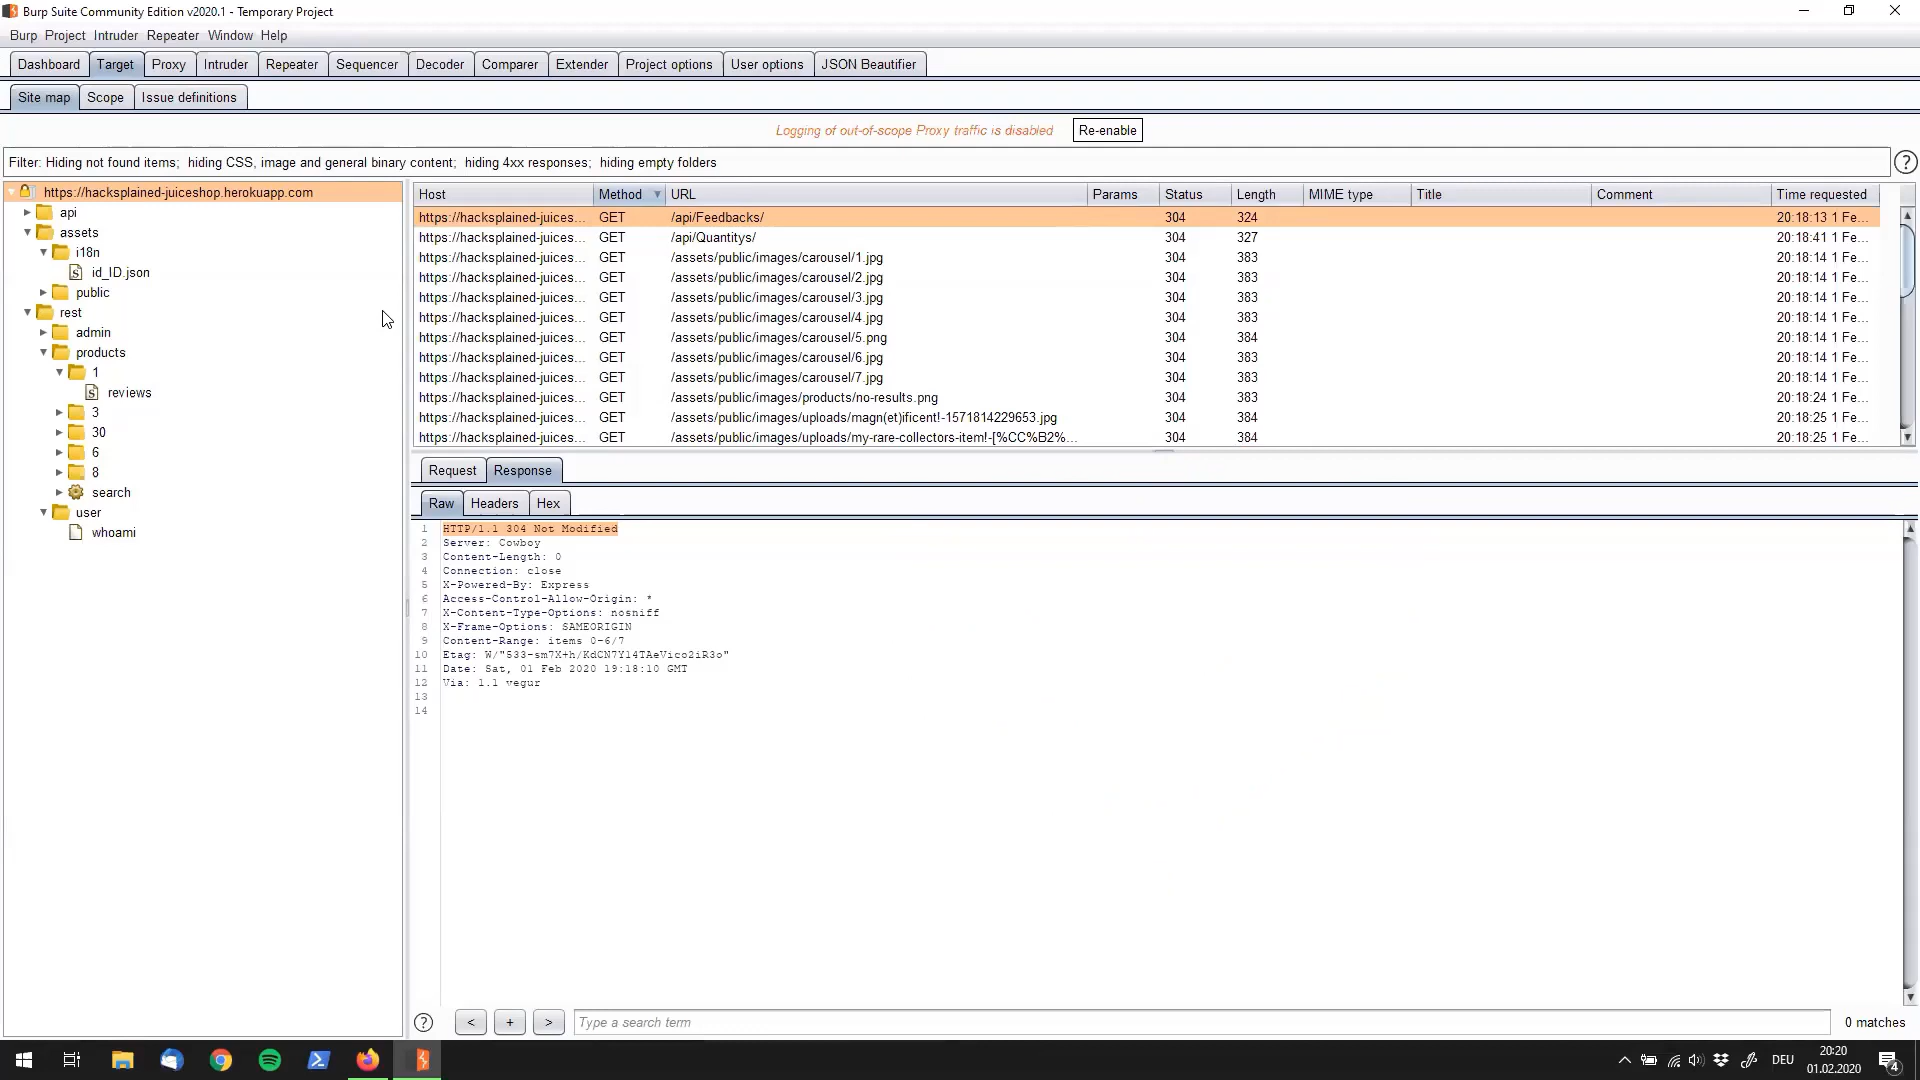 Burp Suite Community Edition v2020.1 - Temporary Project
Burp Project Intruder Repeater Window Help
Dashboard Target Proxy Intruder Repeater Sequencer Decoder Comparer Extender Project options User options JSON Beautifier
Site map Scope Issue definitions
Logging of out-of-scope Proxy traffic is disabled Re-enable
Filter: Hiding not found items; hiding CSS, image and general binary content; hiding 4xx responses; hiding empty folders ?
https://hacksplained-juiceshop.herokuapp.com
api
assets
i18n
id_ID.json
public
rest
admin
products
1
reviews
3
30
6
8
search
user
whoami
Host Method URL Params Status Length MIME type Title Comment Time requested
https://hacksplained-juices... GET /api/Feedbacks/ 304 324 20:18:13 1 Fe...
https://hacksplained-juices... GET /api/Quantitys/ 304 327 20:18:41 1 Fe...
https://hacksplained-juices... GET /assets/public/images/carousel/1.jpg 304 383 20:18:14 1 Fe...
https://hacksplained-juices... GET /assets/public/images/carousel/2.jpg 304 383 20:18:14 1 Fe...
https://hacksplained-juices... GET /assets/public/images/carousel/3.jpg 304 383 20:18:14 1 Fe...
https://hacksplained-juices... GET /assets/public/images/carousel/4.jpg 304 383 20:18:14 1 Fe...
https://hacksplained-juices... GET /assets/public/images/carousel/5.png 304 384 20:18:14 1 Fe...
https://hacksplained-juices... GET /assets/public/images/carousel/6.jpg 304 383 20:18:14 1 Fe...
https://hacksplained-juices... GET /assets/public/images/carousel/7.jpg 304 383 20:18:14 1 Fe...
https://hacksplained-juices... GET /assets/public/images/products/no-results.png 304 383 20:18:24 1 Fe...
https://hacksplained-juices... GET /assets/public/images/uploads/magn(et)ificent!-1571814229653.jpg 304 384 20:18:25 1 Fe...
https://hacksplained-juices... GET /assets/public/images/uploads/my-rare-collectors-item!-[%CC%B2%... 304 384 20:18:25 1 Fe...
Request Response
Raw Headers Hex
1 HTTP/1.1 304 Not Modified
2 Server: Cowboy
3 Content-Length: 0
4 Connection: close
5 X-Powered-By: Express
6 Access-Control-Allow-Origin: *
7 X-Content-Type-Options: nosniff
8 X-Frame-Options: SAMEORIGIN
9 Content-Range: items 0-6/7
10 Etag: W/"533-sm7X+h/KdCN7Y14TAeVico2iR3o"
11 Date: Sat, 01 Feb 2020 19:18:10 GMT
12 Via: 1.1 vegur
13
14
? < + > Type a search term 0 matches
DEU 20:20 4
01.02.2020